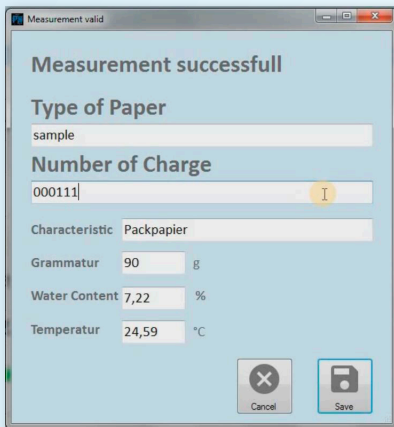 Measurement valid
Measurement successfull
Type of Paper
sample
Number of Charge
000111
Characteristic Packpapier
Grammatur 90 g
Water Content 7,22 %
Temperatur 24,59 °C
Cancel Save